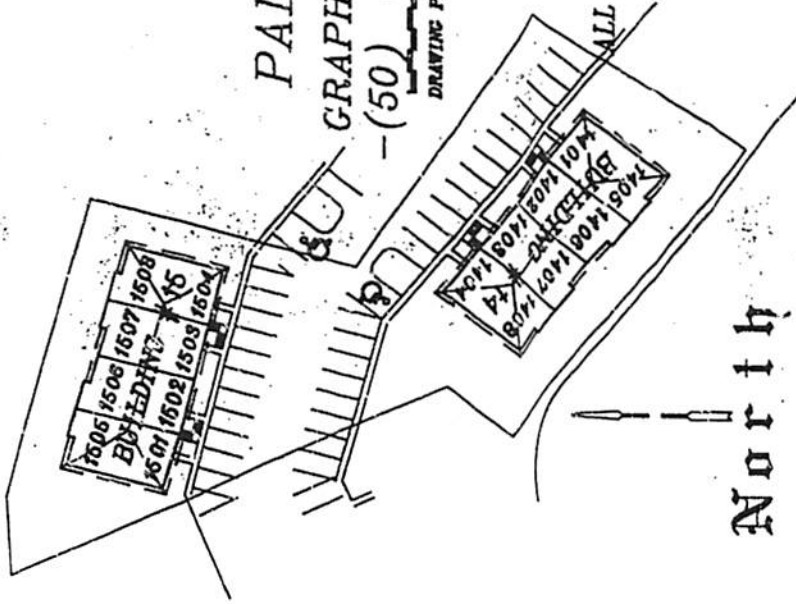 PAI
GRAPH
-(50)
DRAWING P
ALL
1505 1506 1507 1508
BUILDING 15
1501 1502 1503 1504
1401 1402 1403 1404
BUILDING
14
1405 1406 1407 1408
North